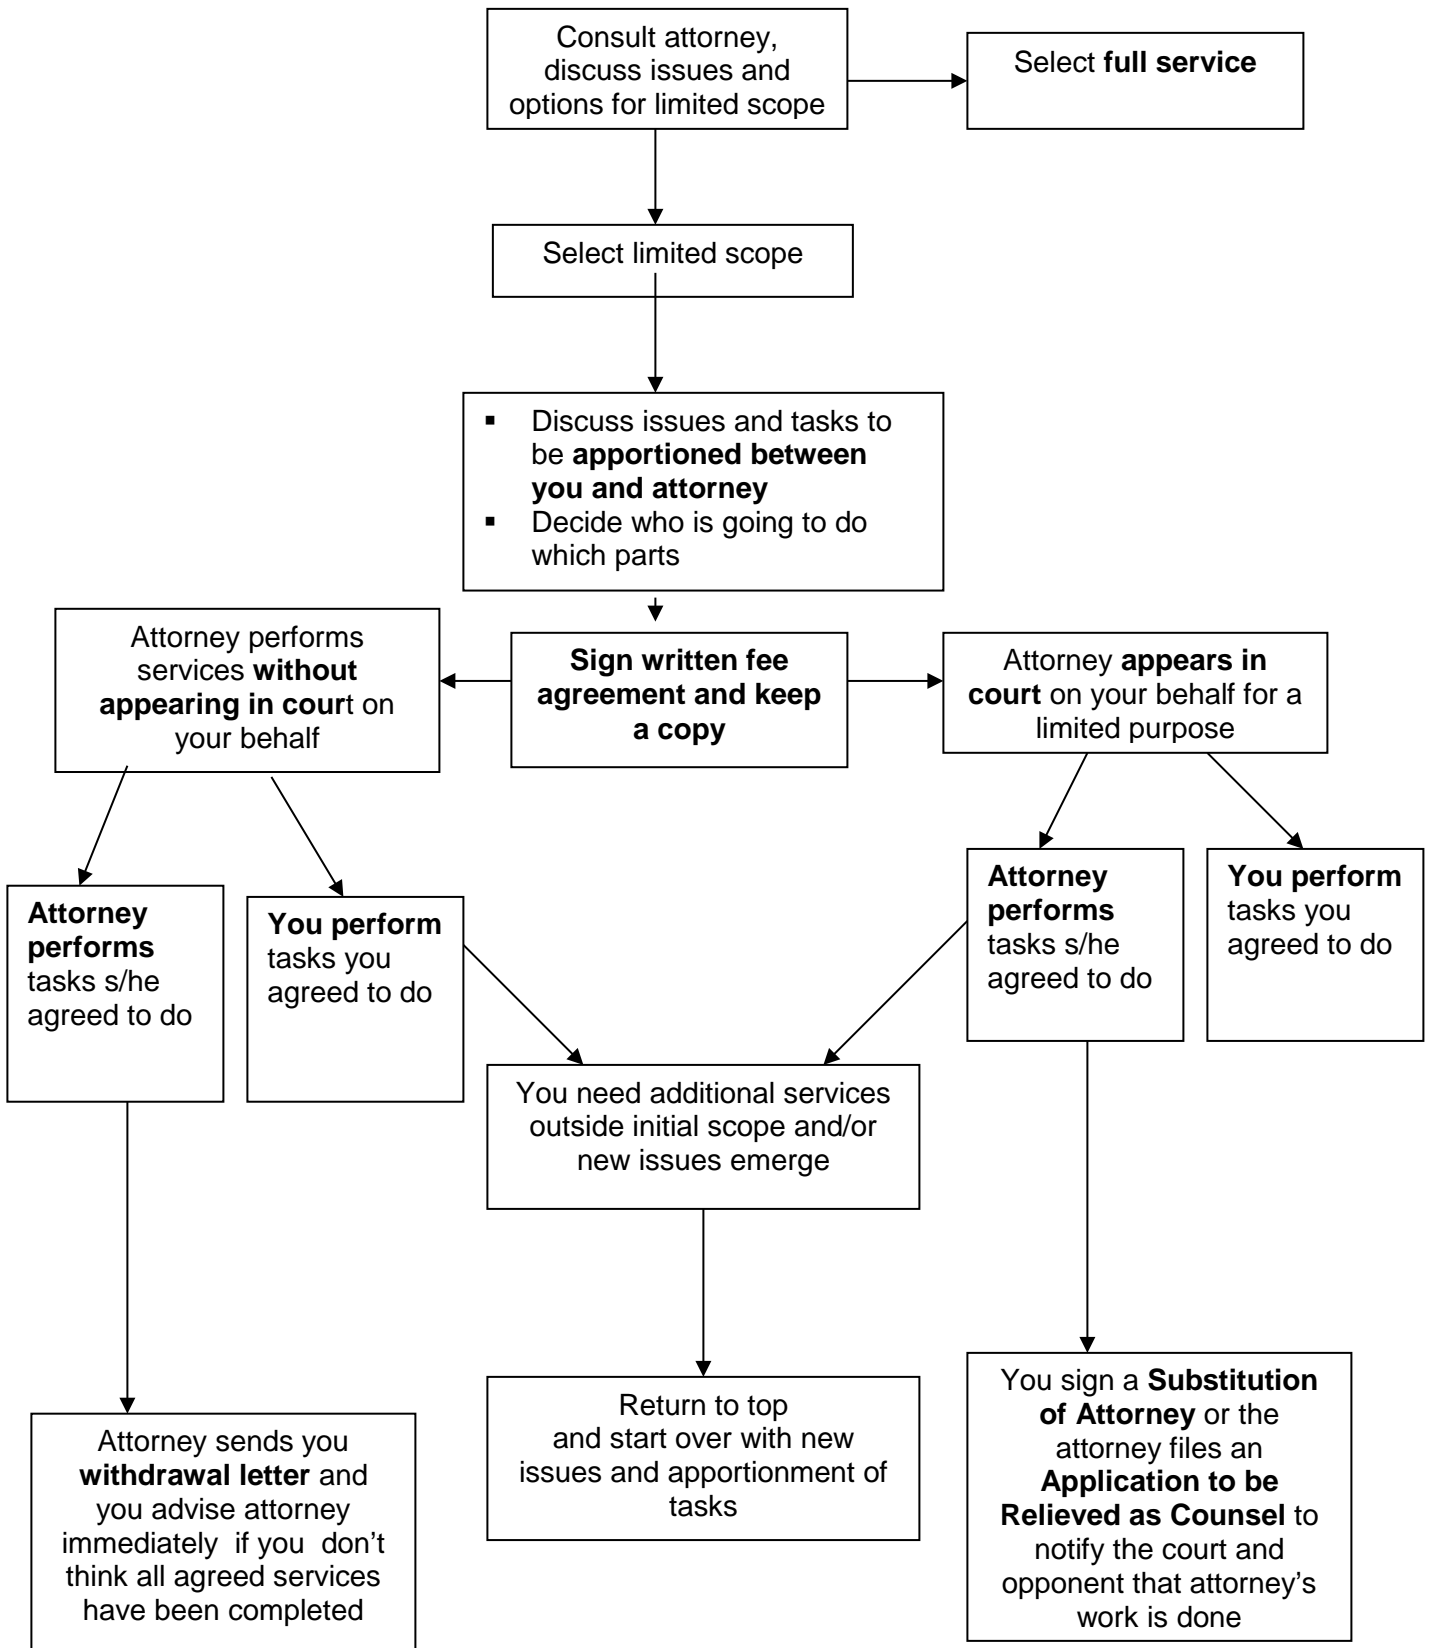 Consult attorney,
discuss issues and
options for limited scope
Select full service
Select limited scope
▪ Discuss issues and tasks to
be apportioned between
you and attorney
▪ Decide who is going to do
which parts
Attorney performs
services without
appearing in court on
your behalf
Sign written fee
agreement and keep
a copy
Attorney appears in
court on your behalf for a
limited purpose
Attorney
performs
tasks s/he
agreed to do
You perform
tasks you
agreed to do
Attorney
performs
tasks s/he
agreed to do
You perform
tasks you
agreed to do
You need additional services
outside initial scope and/or
new issues emerge
Attorney sends you
withdrawal letter and
you advise attorney
immediately if you don’t
think all agreed services
have been completed
Return to top
and start over with new
issues and apportionment of
tasks
You sign a Substitution
of Attorney or the
attorney files an
Application to be
Relieved as Counsel to
notify the court and
opponent that attorney’s
work is done